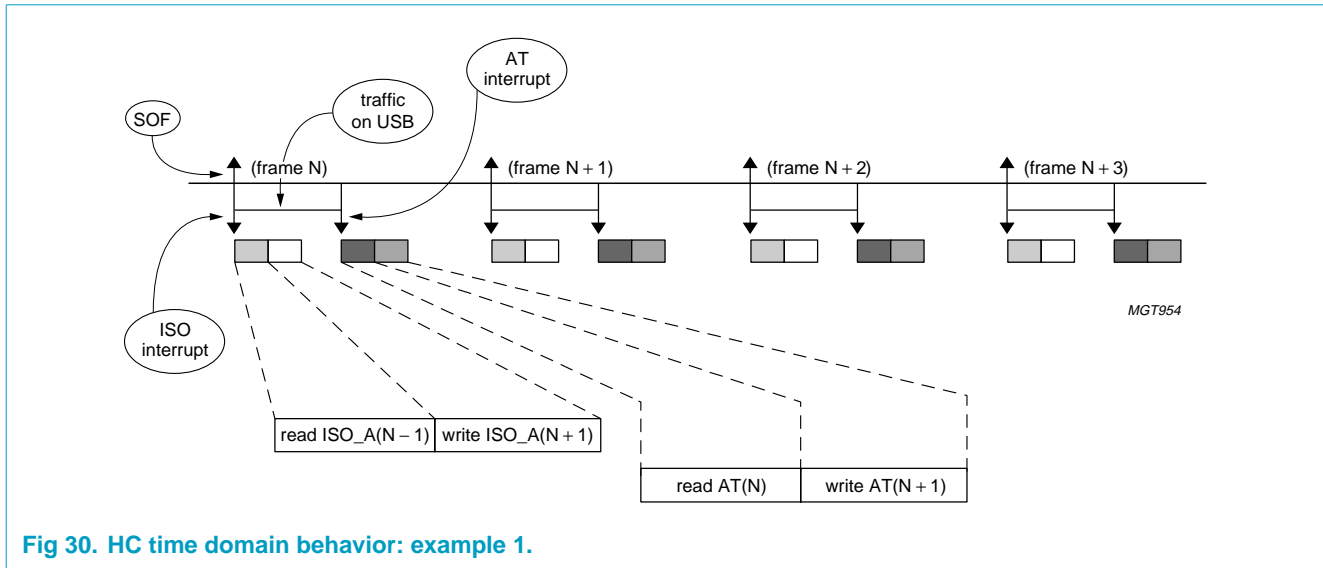 AT
interrupt
traffic
on USB
SOF
(frame N)
(frame N + 1)
(frame N + 2)
(frame N + 3)
MGT954
ISO
interrupt
read ISO_A(N − 1)
write ISO_A(N + 1)
read AT(N)
write AT(N + 1)
Fig 30. HC time domain behavior: example 1.